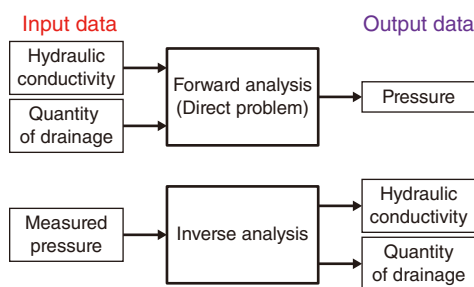 Input data
Output data
Hydraulic
conductivity
Quantity
of drainage
Forward analysis
(Direct problem)
Pressure
Measured
pressure
Inverse analysis
Hydraulic
conductivity
Quantity
of drainage